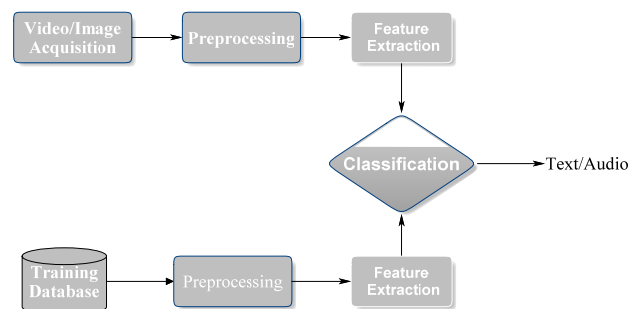 Video/Image
Acquisition
Preprocessing
Feature
Extraction
Classification
Text/Audio
Training
Database
Preprocessing
Feature
Extraction